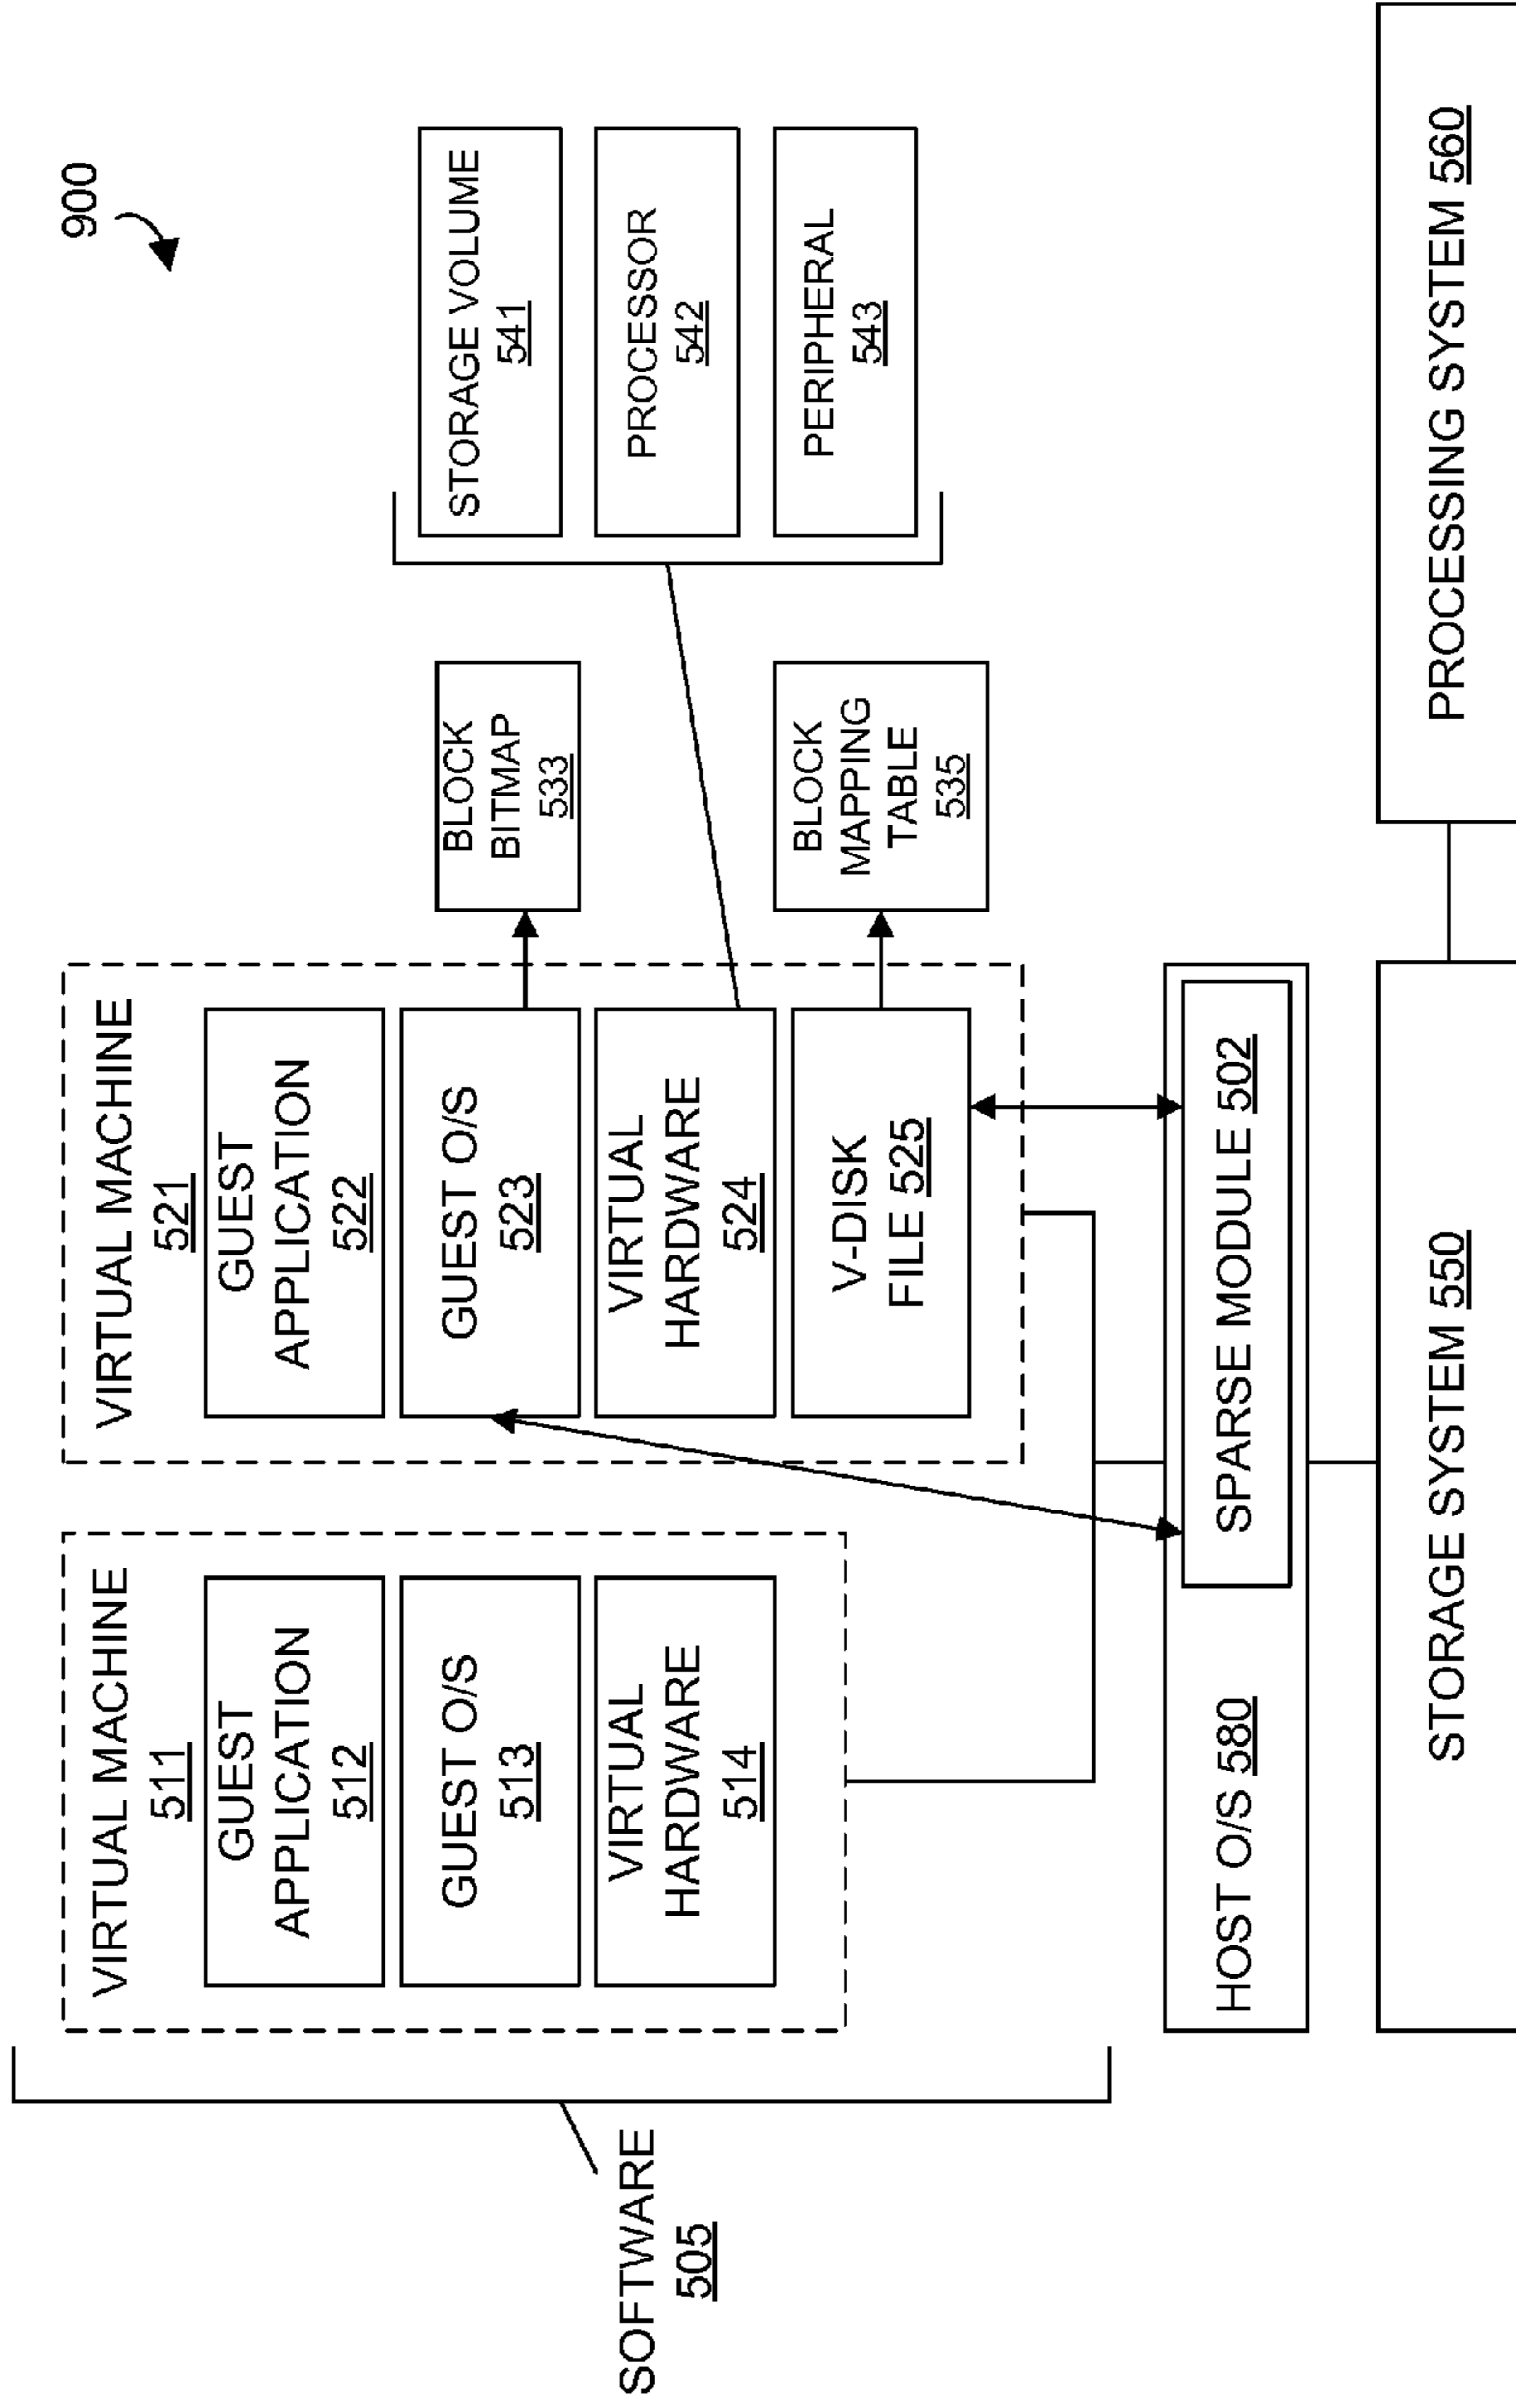 900
SOFTWARE
505
VIRTUAL MACHINE
511
GUEST
APPLICATION
512
GUEST O/S
513
VIRTUAL
HARDWARE
514
VIRTUAL MACHINE
521
GUEST
APPLICATION
522
GUEST O/S
523
VIRTUAL
HARDWARE
524
V-DISK
FILE 525
BLOCK
BITMAP
533
BLOCK
MAPPING
TABLE
535
STORAGE VOLUME
541
PROCESSOR
542
PERIPHERAL
543
HOST O/S 580
SPARSE MODULE 502
STORAGE SYSTEM 550
PROCESSING SYSTEM 560